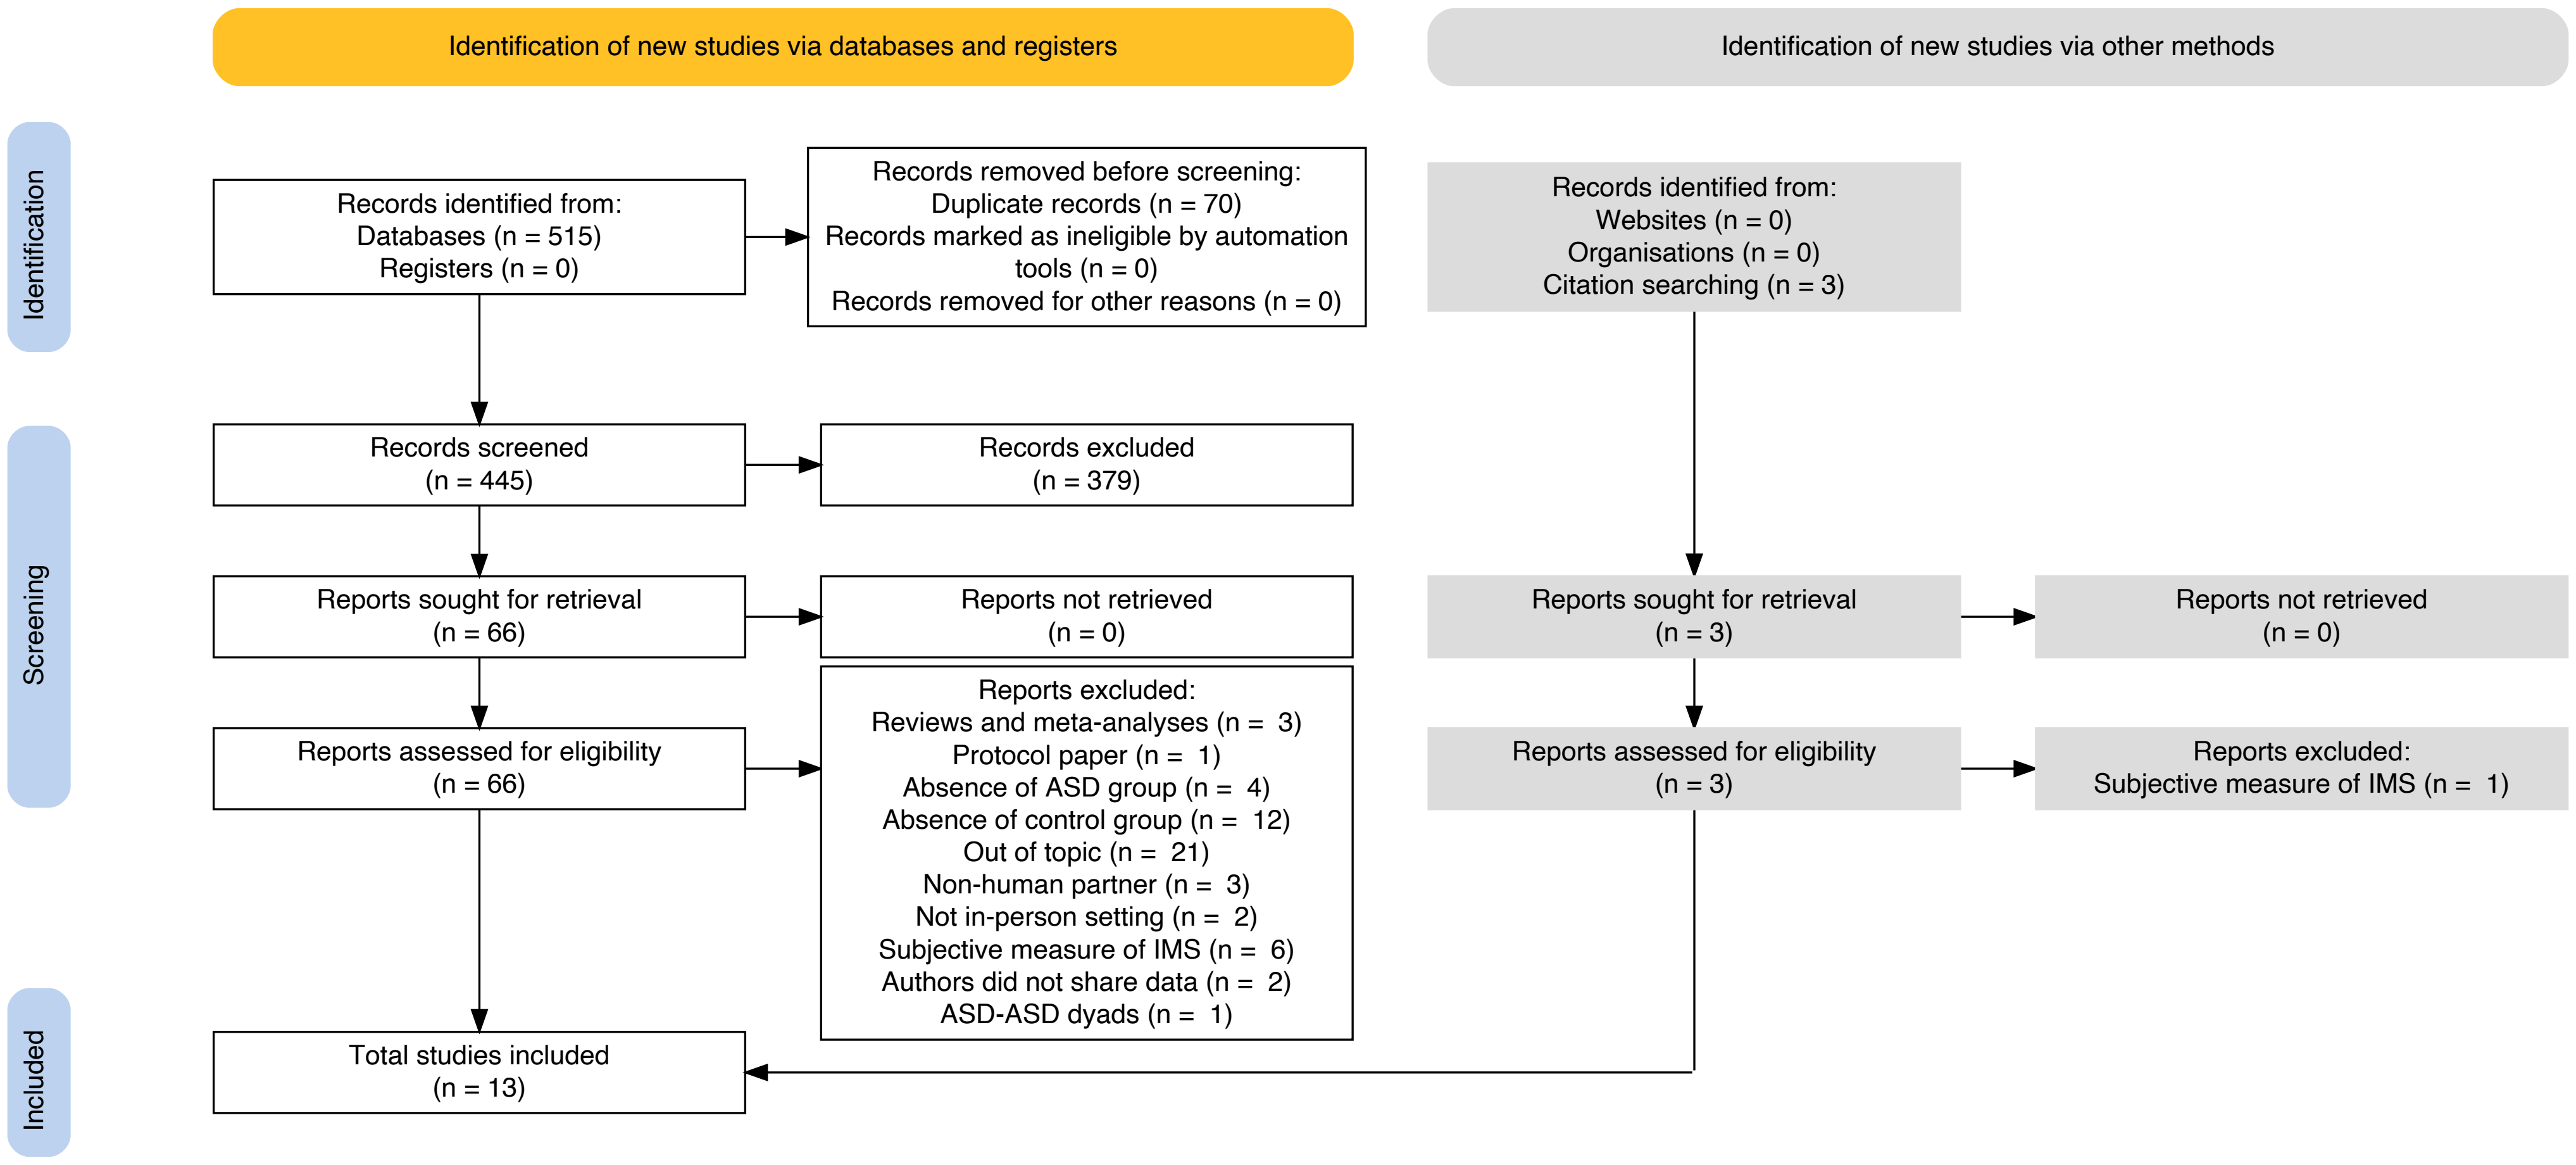 Identification of new studies via databases and registers
Identification of new studies via other methods
Identification
Records identified from:
Databases (n = 515)
Registers (n = 0)
Records removed before screening:
Duplicate records (n = 70)
Records marked as ineligible by automation
tools (n = 0)
Records removed for other reasons (n = 0)
Records identified from:
Websites (n = 0)
Organisations (n = 0)
Citation searching (n = 3)
Screening
Records screened
(n = 445)
Records excluded
(n = 379)
Reports sought for retrieval
(n = 66)
Reports not retrieved
(n = 0)
Reports sought for retrieval
(n = 3)
Reports not retrieved
(n = 0)
Reports assessed for eligibility
(n = 66)
Reports excluded:
Reviews and meta-analyses (n =  3)
Protocol paper (n =  1)
Absence of ASD group (n =  4)
Absence of control group (n =  12)
Out of topic (n =  21)
Non-human partner (n =  3)
Not in-person setting (n =  2)
Subjective measure of IMS (n =  6)
Authors did not share data (n =  2)
ASD-ASD dyads (n =  1)
Reports assessed for eligibility
(n = 3)
Reports excluded:
Subjective measure of IMS (n =  1)
Included
Total studies included
(n = 13)